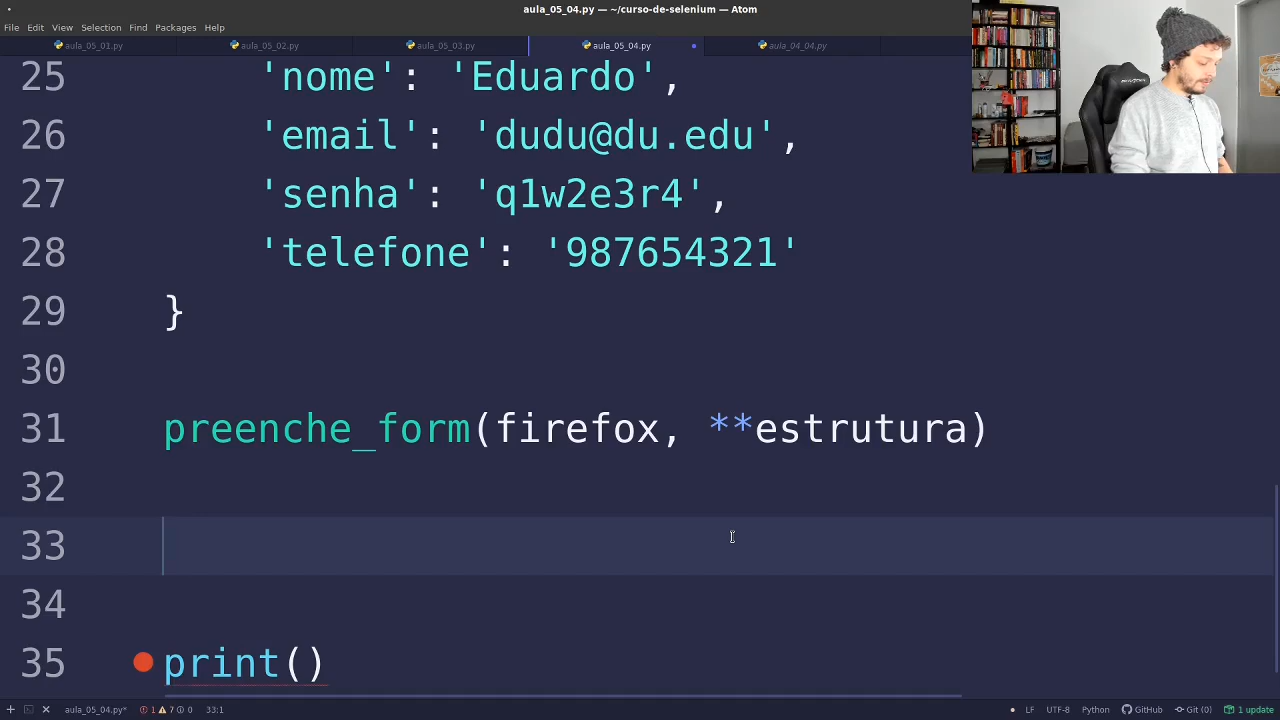 aula_05_04.py — ~/curso-de-selenium — Atom
File Edit View Selection Find Packages Help
aula_05_01.py aula_05_02.py aula_05_03.py aula_05_04.py aula_04_04.py
25 'nome': 'Eduardo',
26 'email': 'dudu@du.edu',
27 'senha': 'q1w2e3r4',
28 'telefone': '987654321'
29 }
30
31 preenche_form(firefox, **estrutura)
32
33
34
35 print()
aula_05_04.py* 1 7 0 33:1 LF UTF-8 Python GitHub Git (0) 1 update